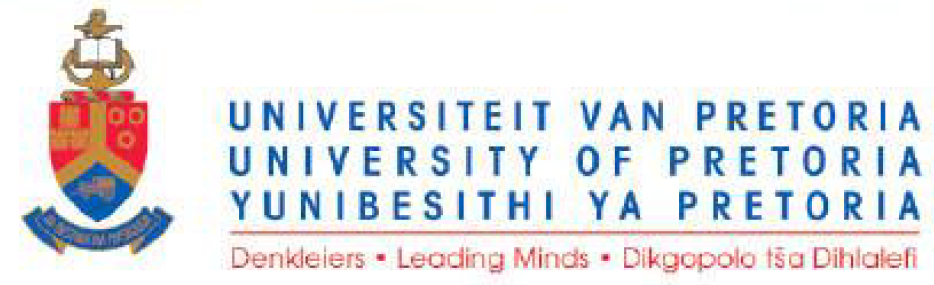 UNIVERSITEIT VAN PRETORIA
UNIVERSITY OF PRETORIA
YUNIBESITHI YA PRETORIA
Denkleiers • Leading Minds • Dikgopolo tša Dihlalefi